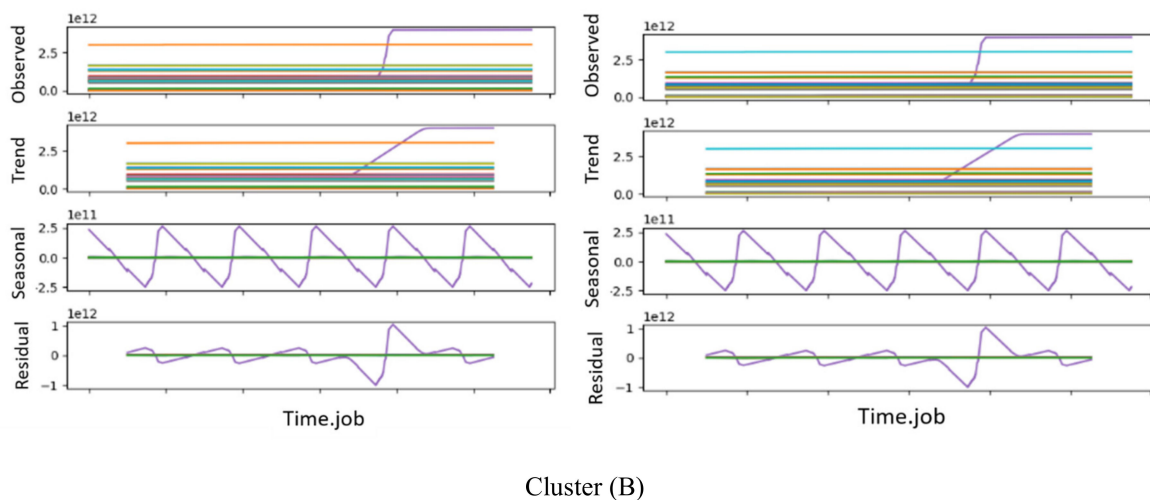 1e12
Observed
2.5
0.0
1e12
Trend
2.5
0.0
1e11
Seasonal
2.5
0.0
−2.5
1e12
Residual
1
0
−1
Time.job
1e12
Observed
2.5
0.0
1e12
Trend
2.5
0.0
1e11
Seasonal
2.5
0.0
−2.5
1e12
Residual
1
0
−1
Time.job
Cluster (B)